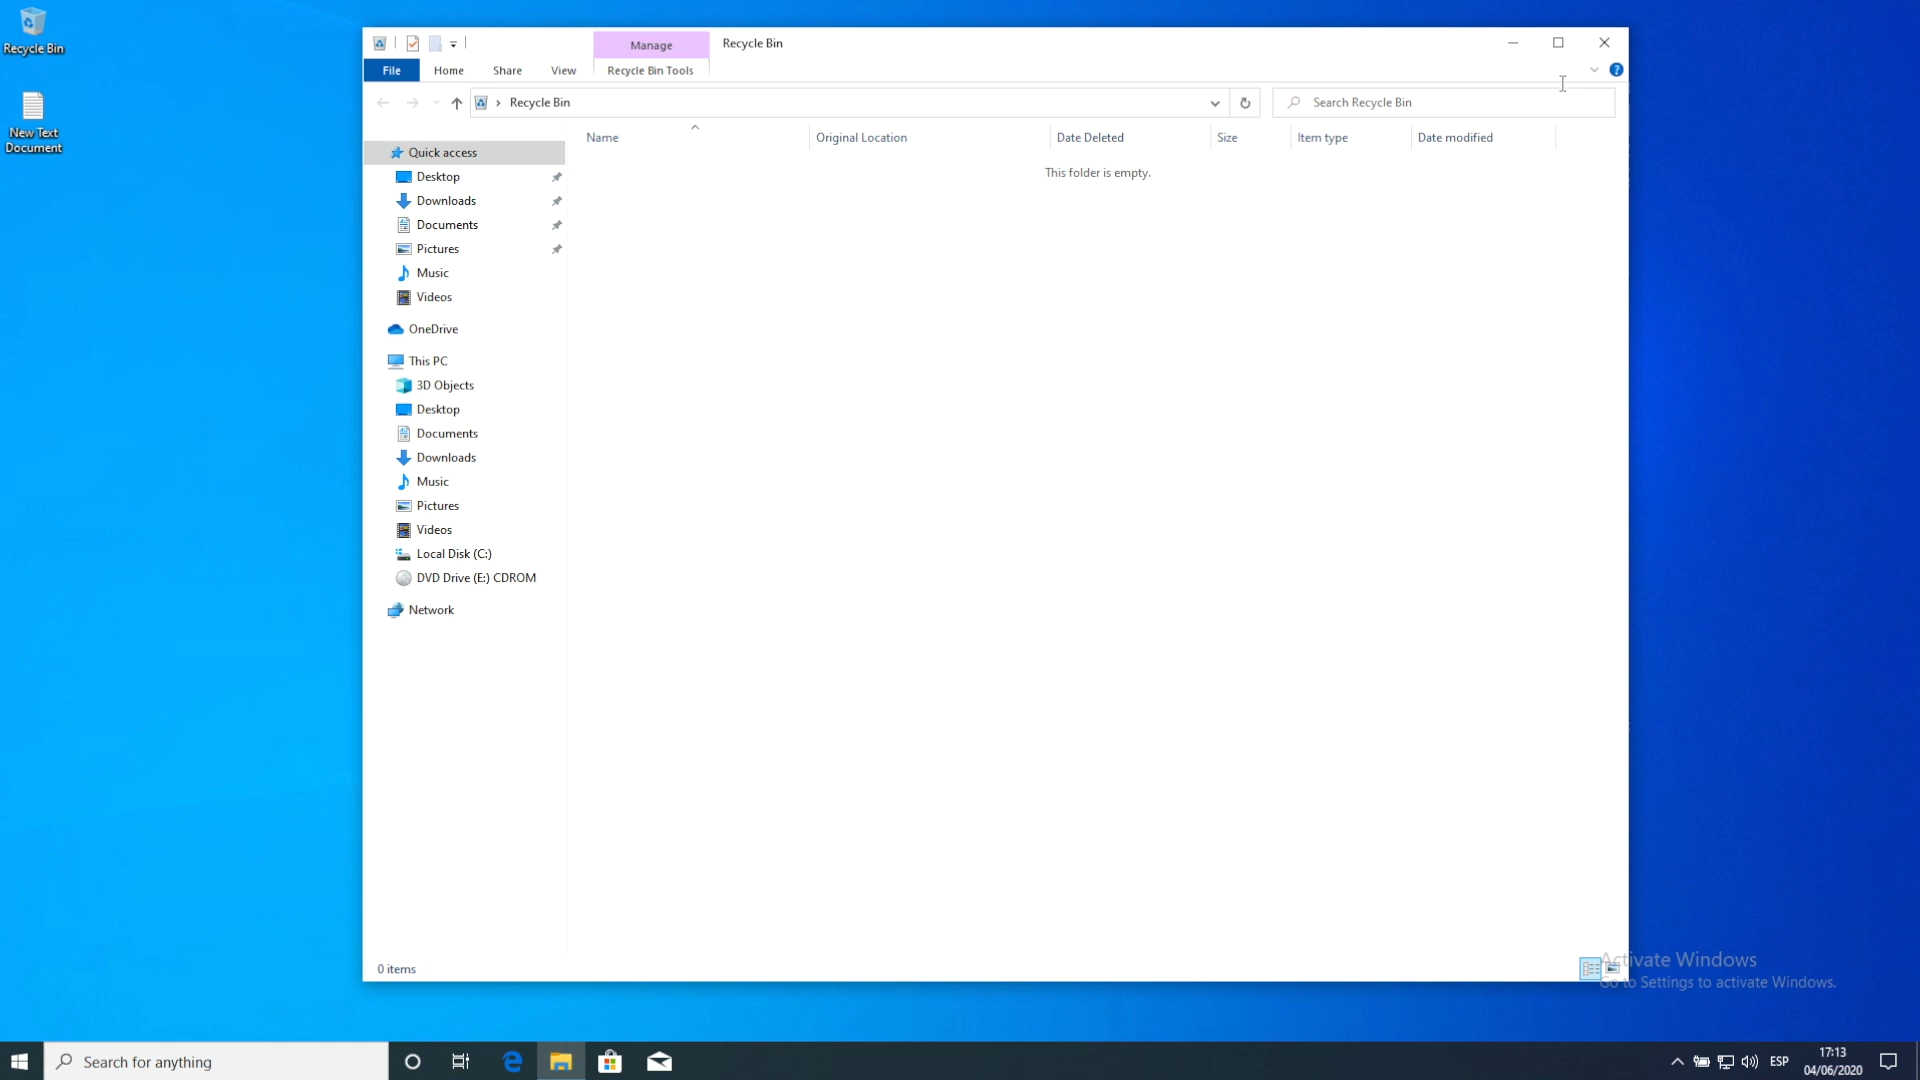 Recycle Bin
New Text
Document
Manage
Recycle Bin
File
Home
Share
View
Recycle Bin Tools
Recycle Bin
Search Recycle Bin
Name
Original Location
Date Deleted
Size
Item type
Date modified
This folder is empty.
Quick access
Desktop
Downloads
Documents
Pictures
Music
Videos
OneDrive
This PC
3D Objects
Desktop
Documents
Downloads
Music
Pictures
Videos
Local Disk (C:)
DVD Drive (E:) CDROM
Network
0 items
Activate Windows
Go to Settings to activate Windows.
Search for anything
ESP
17:13
04/06/2020